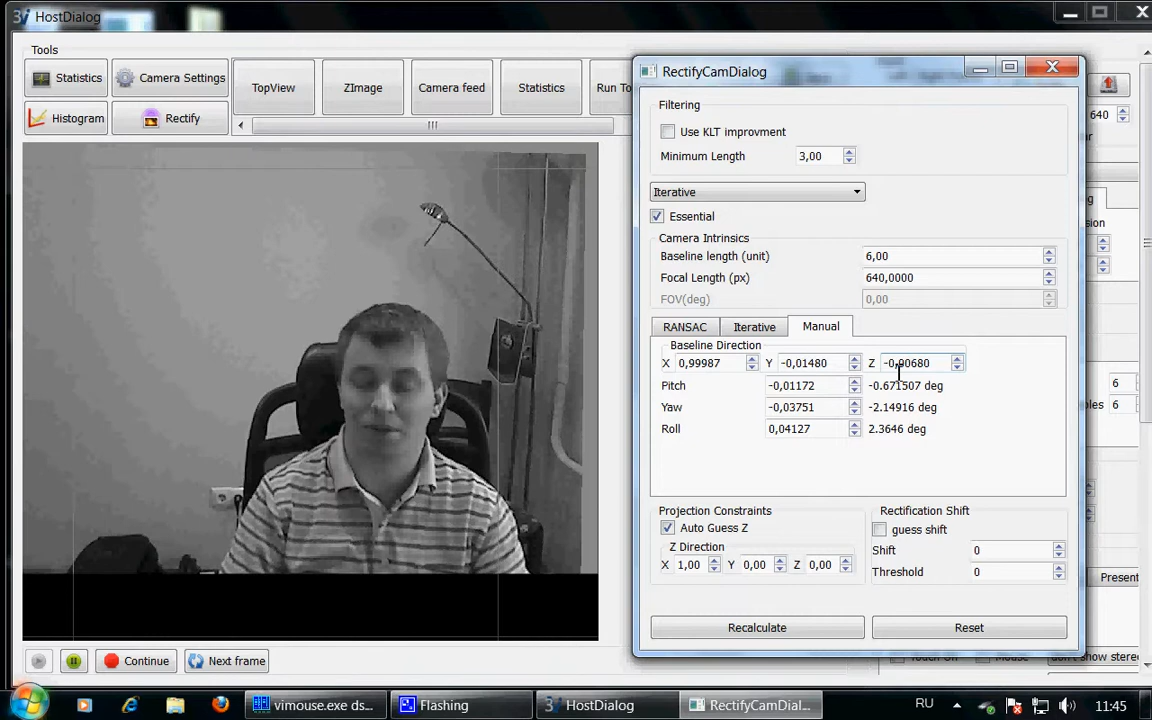 HostDialog
Tools
Statistics
Camera Settings
Histogram
Rectify
TopView
ZImage
Camera feed
Statistics
Run To
640
RectifyCamDialog
Filtering
Use KLT improvment
Minimum Length 3,00
Iterative
Essential
Camera Intrinsics
Baseline length (unit) 6,00
Focal Length (px) 640,0000
FOV(deg) 0,00
RANSAC Iterative Manual
Baseline Direction
X 0,99987 Y -0,01480 Z -0,90680
Pitch -0,01172 -0.671507 deg
Yaw -0,03751 -2.14916 deg
Roll 0,04127 2.3646 deg
Projection Constraints
Auto Guess Z
Z Direction
X 1,00 Y 0,00 Z 0,00
Rectification Shift
guess shift
Shift 0
Threshold 0
Recalculate Reset
6
6
Present
Continue
Next frame
vimouse.exe ds...
Flashing
HostDialog
RectifyCamDial...
RU
11:45